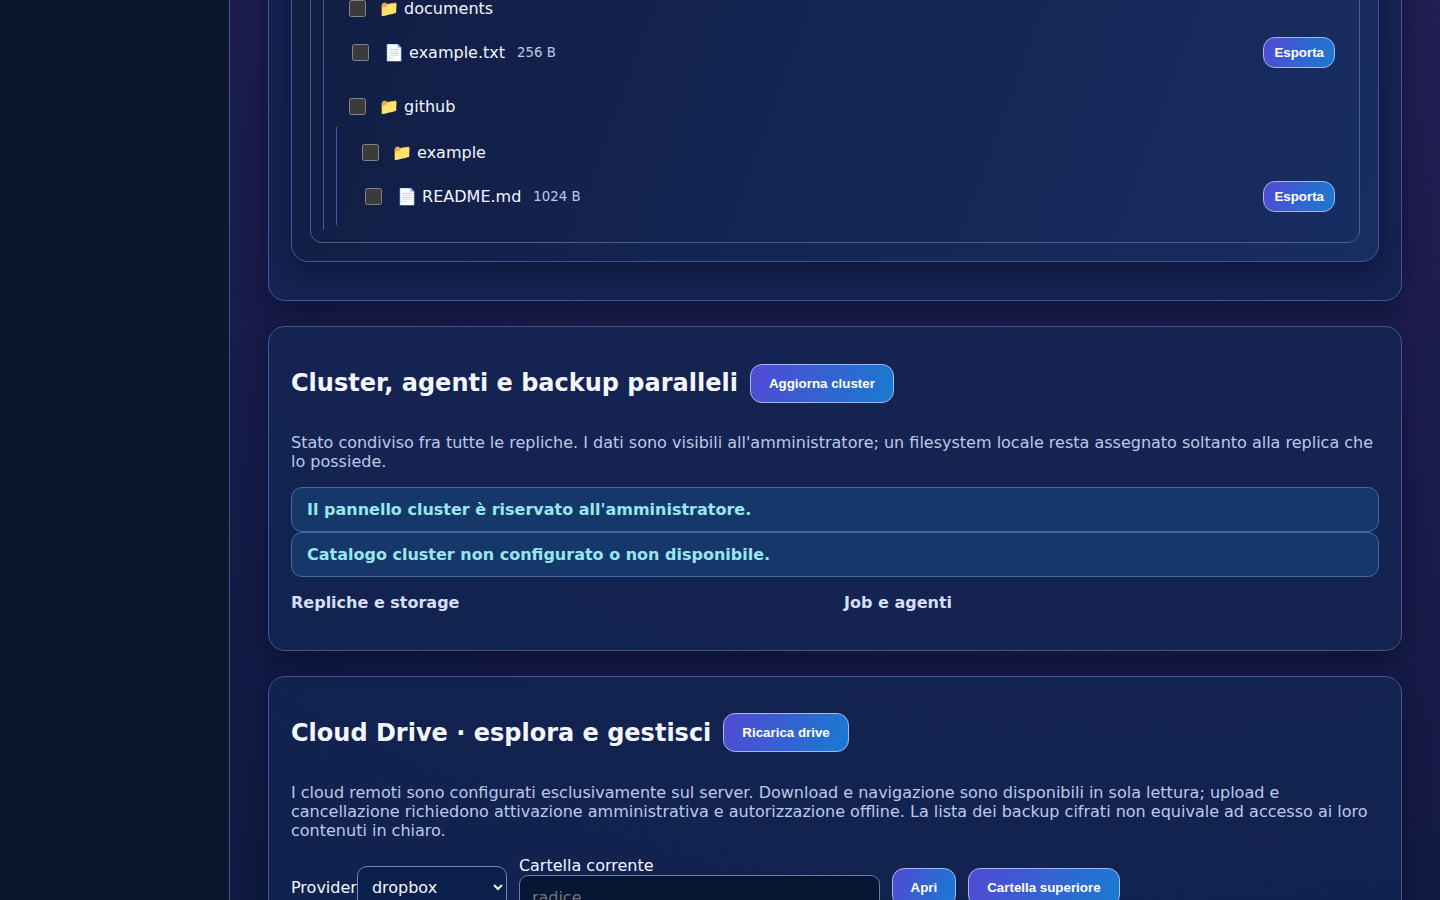 documents
example.txt 256 B Esporta
github
example
README.md 1024 B Esporta
Cluster, agenti e backup paralleli Aggiorna cluster
Stato condiviso fra tutte le repliche. I dati sono visibili all'amministratore; un filesystem locale resta assegnato soltanto alla replica che
lo possiede.
Il pannello cluster è riservato all'amministratore.
Catalogo cluster non configurato o non disponibile.
Repliche e storage Job e agenti
Cloud Drive · esplora e gestisci Ricarica drive
I cloud remoti sono configurati esclusivamente sul server. Download e navigazione sono disponibili in sola lettura; upload e
cancellazione richiedono attivazione amministrativa e autorizzazione offline. La lista dei backup cifrati non equivale ad accesso ai loro
contenuti in chiaro.
Cartella corrente
Provider dropbox radice Apri Cartella superiore